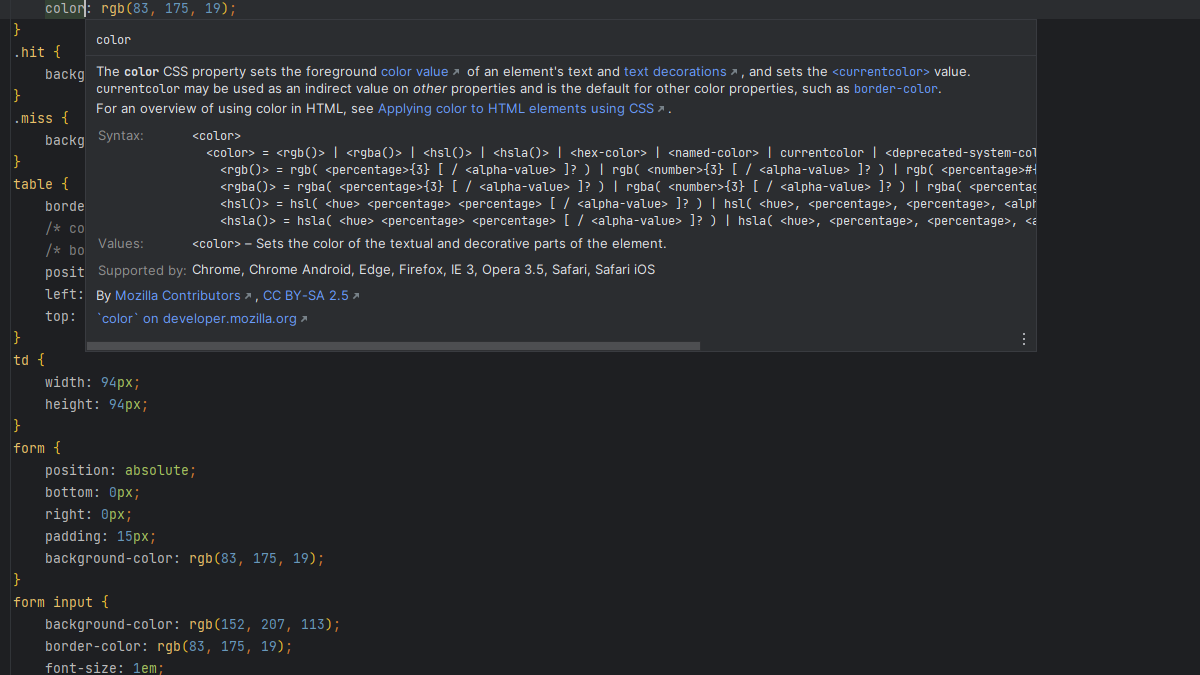 color: rgb(83, 175, 19);
}
.hit {
backg
}
.miss {
backg
}
table {
borde
/* co
/* bo
posit
left:
top:
}
color
The color CSS property sets the foreground color value of an element's text and text decorations, and sets the <currentcolor> value.
currentcolor may be used as an indirect value on other properties and is the default for other color properties, such as border-color.
For an overview of using color in HTML, see Applying color to HTML elements using CSS.
Syntax: <color>
<color> = <rgb()> | <rgba()> | <hsl()> | <hsla()> | <hex-color> | <named-color> | currentcolor | <deprecated-system-col
<rgb()> = rgb( <percentage>{3} [ / <alpha-value> ]? ) | rgb( <number>{3} [ / <alpha-value> ]? ) | rgb( <percentage>#{
<rgba()> = rgba( <percentage>{3} [ / <alpha-value> ]? ) | rgba( <number>{3} [ / <alpha-value> ]? ) | rgba( <percentag
<hsl()> = hsl( <hue> <percentage> <percentage> [ / <alpha-value> ]? ) | hsl( <hue>, <percentage>, <percentage>, <alph
<hsla()> = hsla( <hue> <percentage> <percentage> [ / <alpha-value> ]? ) | hsla( <hue>, <percentage>, <percentage>, <a
Values: <color> – Sets the color of the textual and decorative parts of the element.
Supported by: Chrome, Chrome Android, Edge, Firefox, IE 3, Opera 3.5, Safari, Safari iOS
By Mozilla Contributors, CC BY-SA 2.5
`color` on developer.mozilla.org
td {
width: 94px;
height: 94px;
}
form {
position: absolute;
bottom: 0px;
right: 0px;
padding: 15px;
background-color: rgb(83, 175, 19);
}
form input {
background-color: rgb(152, 207, 113);
border-color: rgb(83, 175, 19);
font-size: 1em;